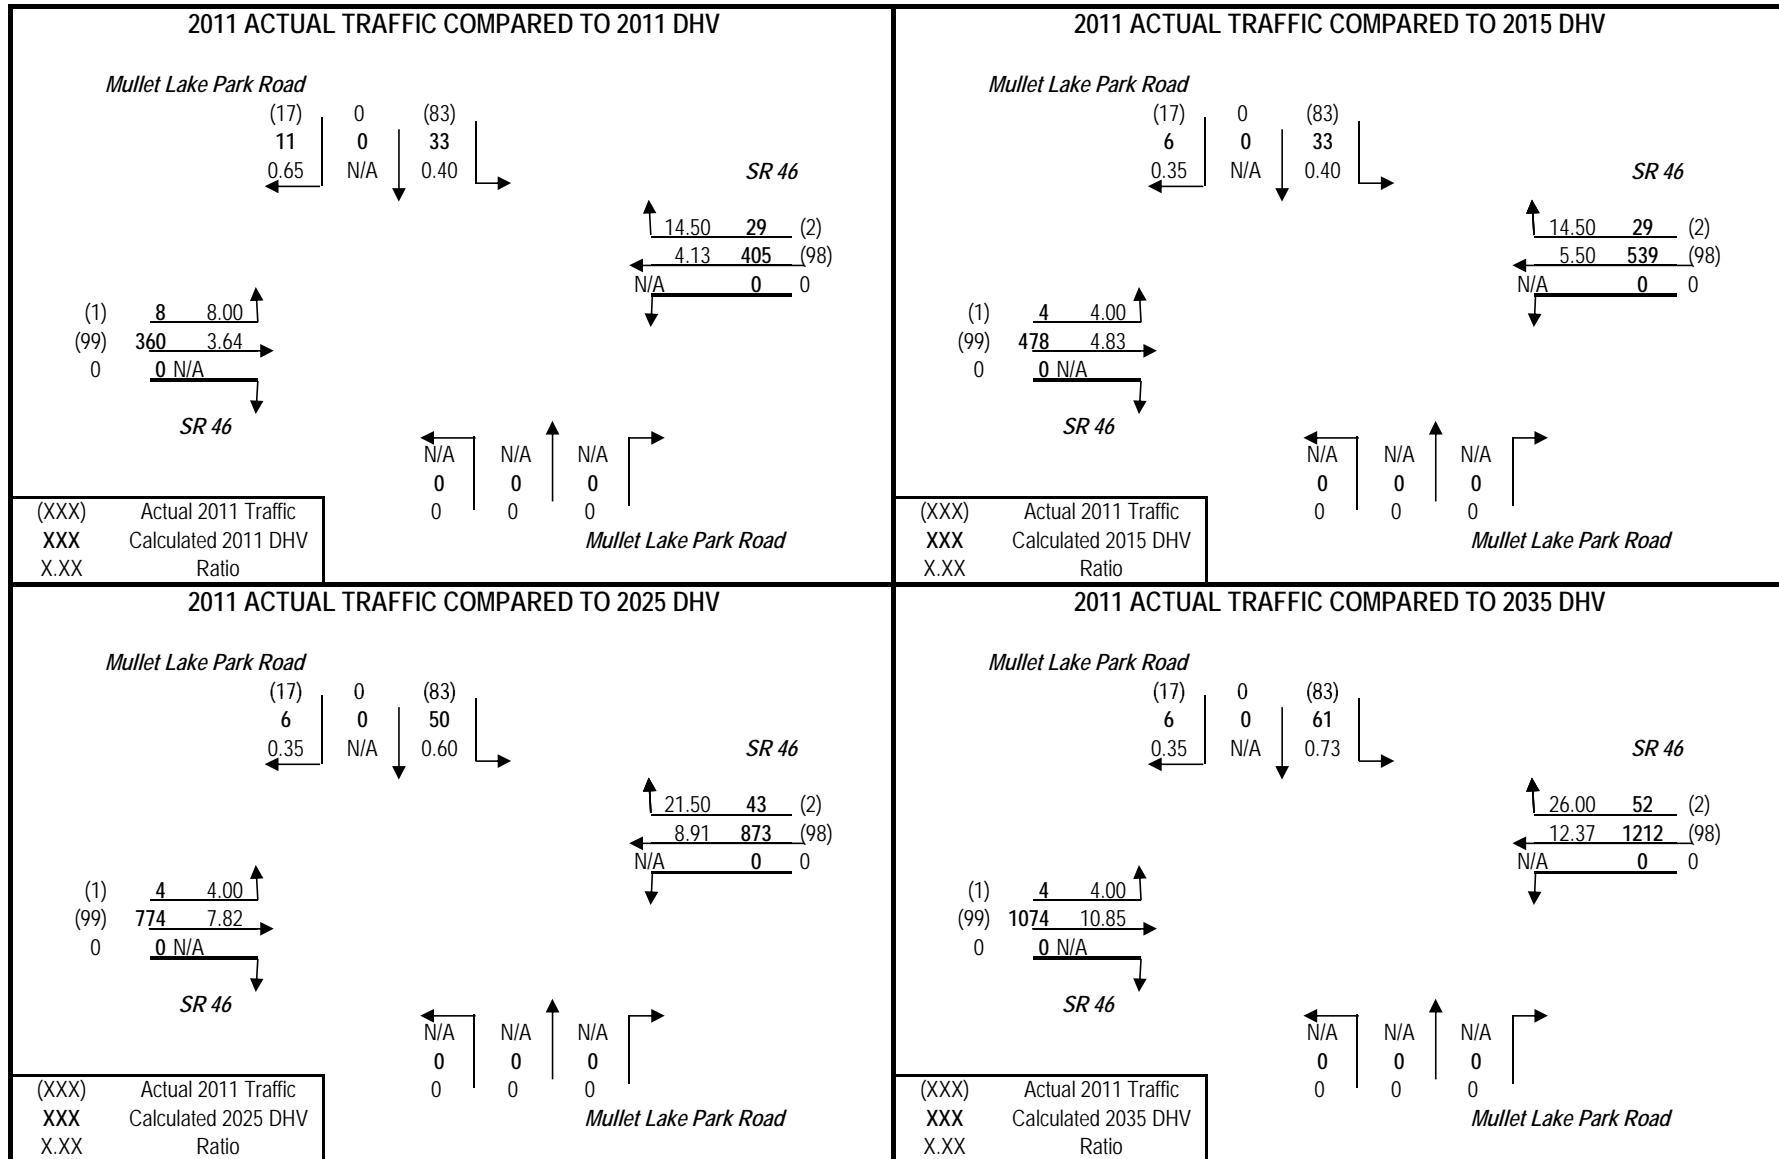 2011 ACTUAL TRAFFIC COMPARED TO 2011 DHV
Mullet Lake Park Road
(17) 0 (83)
11 0 33
0.65 N/A 0.40
SR 46
14.50 29 (2)
4.13 405 (98)
N/A 0 0
(1) 8 8.00
(99) 360 3.64
0 0 N/A
SR 46
N/A N/A N/A
0 0 0
0 0 0
Mullet Lake Park Road
(XXX) Actual 2011 Traffic
XXX Calculated 2011 DHV
X.XX Ratio
2011 ACTUAL TRAFFIC COMPARED TO 2015 DHV
Mullet Lake Park Road
(17) 0 (83)
6 0 33
0.35 N/A 0.40
SR 46
14.50 29 (2)
5.50 539 (98)
N/A 0 0
(1) 4 4.00
(99) 478 4.83
0 0 N/A
SR 46
N/A N/A N/A
0 0 0
0 0 0
Mullet Lake Park Road
(XXX) Actual 2011 Traffic
XXX Calculated 2015 DHV
X.XX Ratio
2011 ACTUAL TRAFFIC COMPARED TO 2025 DHV
Mullet Lake Park Road
(17) 0 (83)
6 0 50
0.35 N/A 0.60
SR 46
21.50 43 (2)
8.91 873 (98)
N/A 0 0
(1) 4 4.00
(99) 774 7.82
0 0 N/A
SR 46
N/A N/A N/A
0 0 0
0 0 0
Mullet Lake Park Road
(XXX) Actual 2011 Traffic
XXX Calculated 2025 DHV
X.XX Ratio
2011 ACTUAL TRAFFIC COMPARED TO 2035 DHV
Mullet Lake Park Road
(17) 0 (83)
6 0 61
0.35 N/A 0.73
SR 46
26.00 52 (2)
12.37 1212 (98)
N/A 0 0
(1) 4 4.00
(99) 1074 10.85
0 0 N/A
SR 46
N/A N/A N/A
0 0 0
0 0 0
Mullet Lake Park Road
(XXX) Actual 2011 Traffic
XXX Calculated 2035 DHV
X.XX Ratio